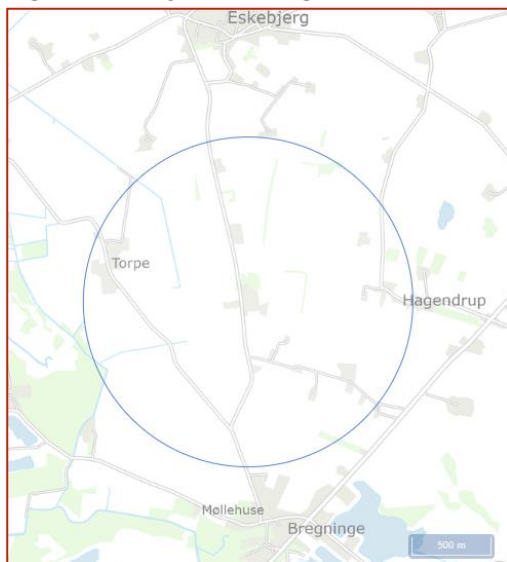 Eskebjerg
Torpe
Hagendrup
Møllehuse
Bregninge
500 m